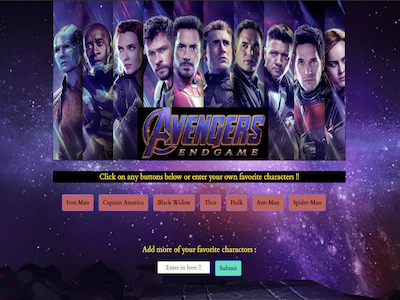 AVENGERS
ENDGAME
Click on any buttons below or enter your own favorite characters !!
Iron Man Captain America Black Widow Thor Hulk Ant-Man Spider-Man
Add more of your favorite charactors :
Enter in here !! Submit